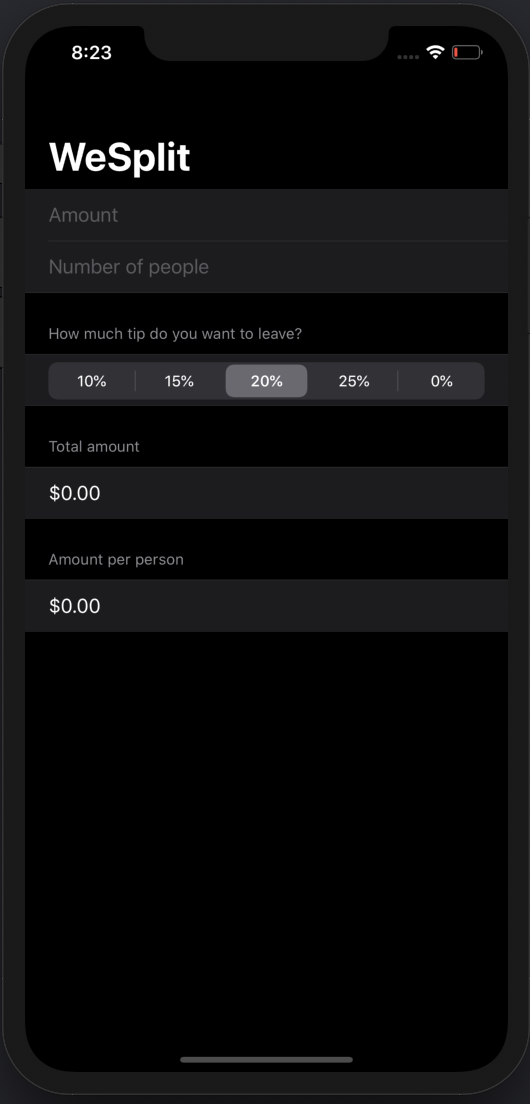 8:23
WeSplit
Amount
Number of people
How much tip do you want to leave?
10% 15% 20% 25% 0%
Total amount
$0.00
Amount per person
$0.00